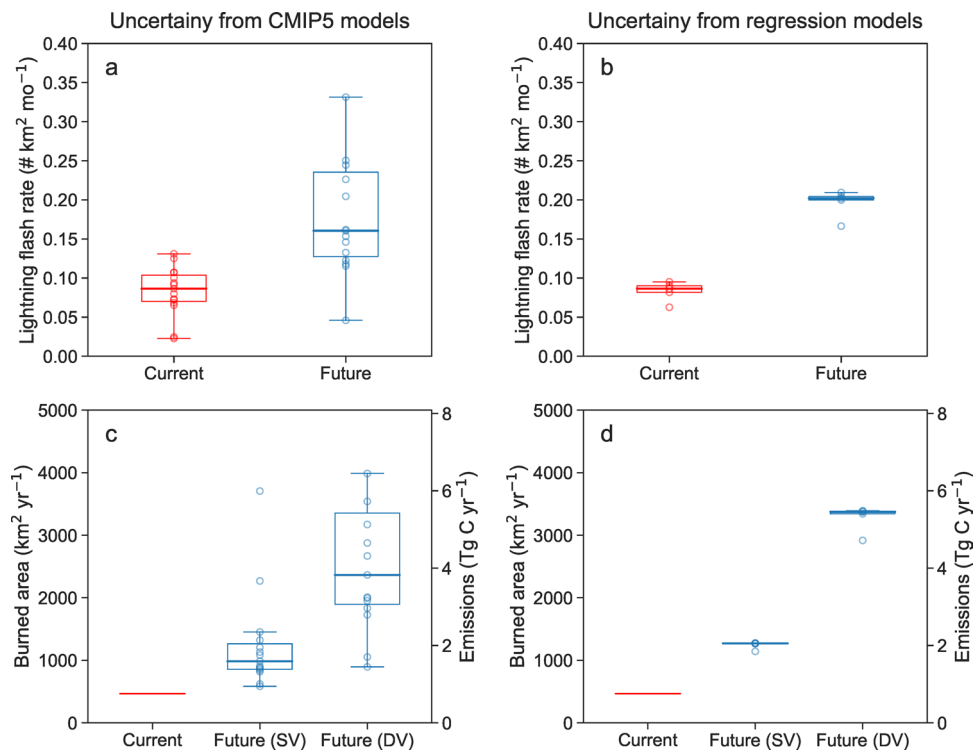 Uncertainy from CMIP5 models
Uncertainy from regression models
a
Lightning flash rate (# km² mo⁻¹)
0.40
0.35
0.30
0.25
0.20
0.15
0.10
0.05
0.00
Current
Future
b
Lightning flash rate (# km² mo⁻¹)
0.40
0.35
0.30
0.25
0.20
0.15
0.10
0.05
0.00
Current
Future
c
Burned area (km² yr⁻¹)
5000
4000
3000
2000
1000
0
Current
Future (SV)
Future (DV)
8
6
4
2
0
Emissions (Tg C yr⁻¹)
d
Burned area (km² yr⁻¹)
5000
4000
3000
2000
1000
0
Current
Future (SV)
Future (DV)
8
6
4
2
0
Emissions (Tg C yr⁻¹)